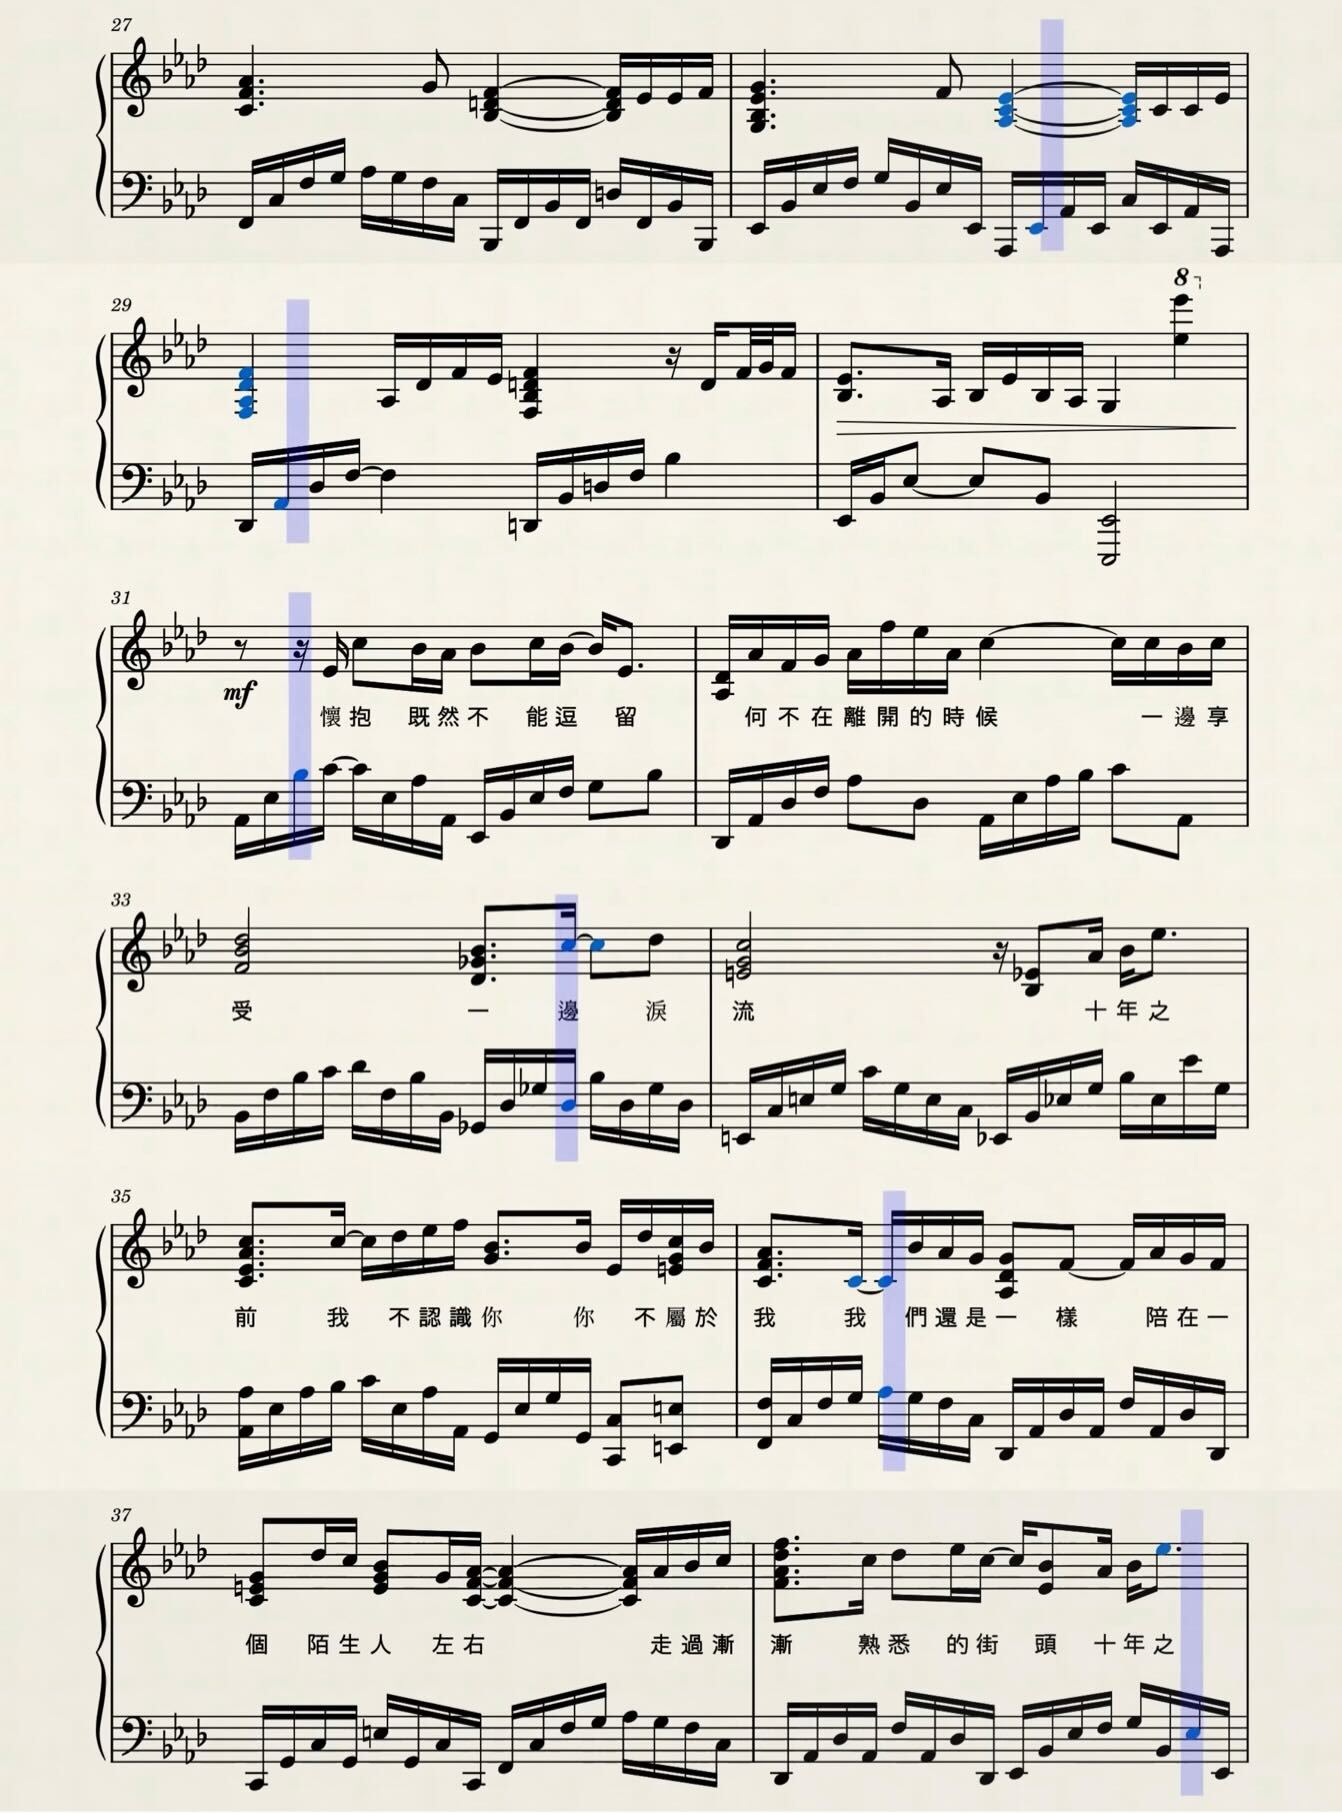 27
29
8
31
mf
懷抱 既然不 能逗 留 何不在離開的時候 一邊享
33
受 一 邊 淚 流 十年之
35
前 我 不認識你 你 不屬於 我 我 們還是一 樣 陪在一
37
個 陌生人 左右 走過漸 漸 熟悉 的街 頭 十年之